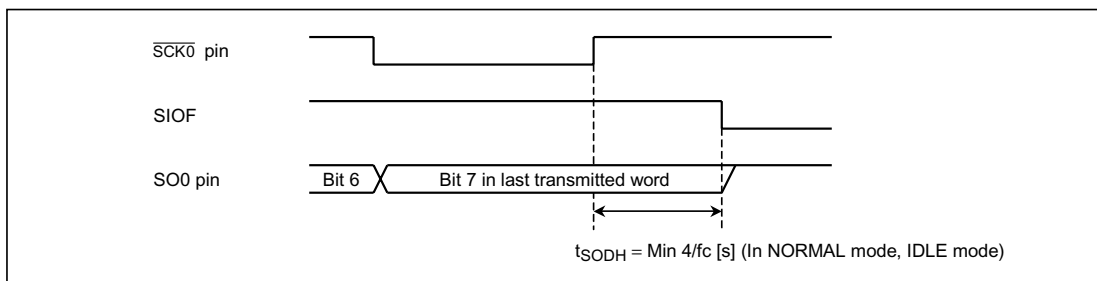 SCK0 pin
SIOF
SO0 pin
Bit 6
Bit 7 in last transmitted word
tSODH = Min 4/fc [s] (In NORMAL mode, IDLE mode)